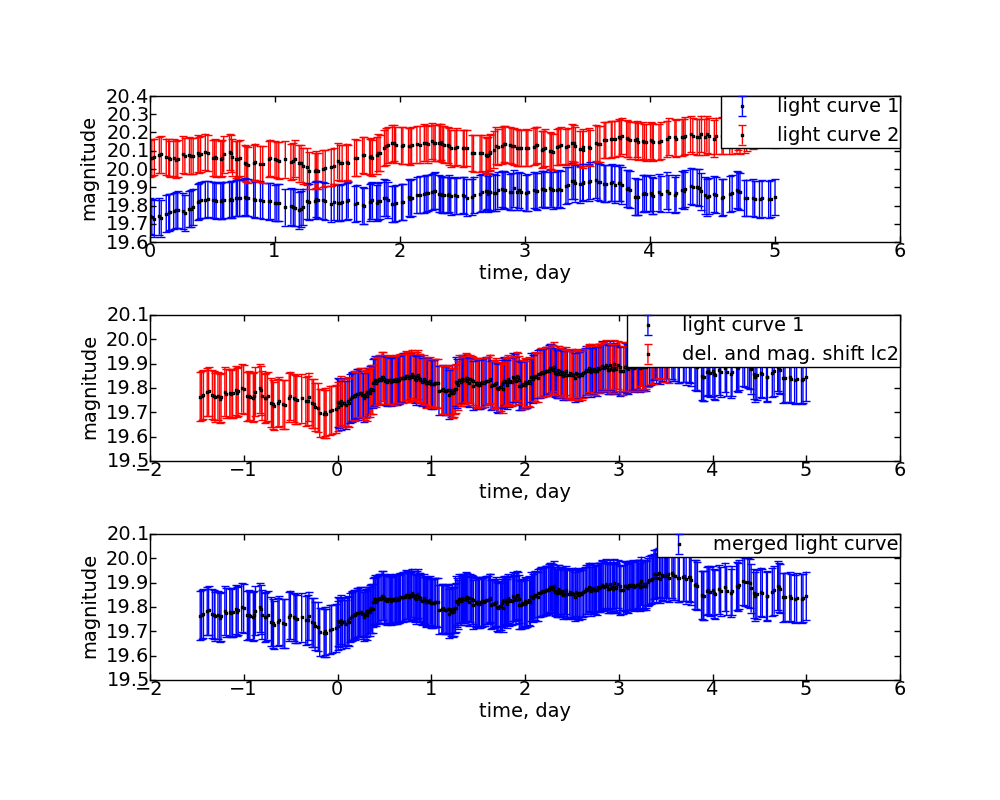 20.4
20.3
20.2
20.1
20.0
19.9
19.8
19.7
19.6
magnitude
light curve 1
light curve 2
0 1 2 3 4 5 6
time, day
20.1
20.0
19.9
19.8
19.7
19.6
19.5
magnitude
light curve 1
del. and mag. shift lc2
−2 −1 0 1 2 3 4 5 6
time, day
20.1
20.0
19.9
19.8
19.7
19.6
19.5
magnitude
merged light curve
−2 −1 0 1 2 3 4 5 6
time, day